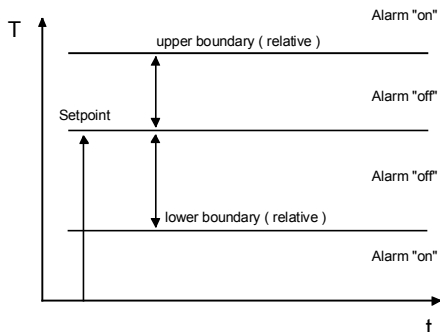 Alarm "on"
T
upper boundary ( relative )
Alarm "off"
Setpoint
Alarm "off"
lower boundary ( relative )
Alarm "on"
t